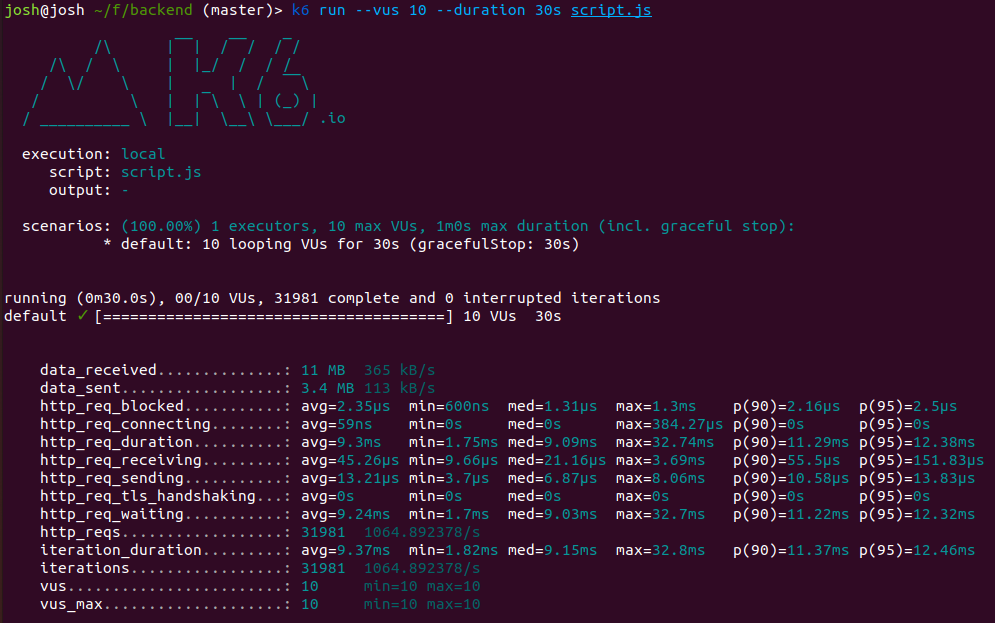 josh@josh ~/f/backend (master)> k6 run --vus 10 --duration 30s script.js
K6 .io
execution: local
script: script.js
output: -
scenarios: (100.00%) 1 executors, 10 max VUs, 1m0s max duration (incl. graceful stop):
* default: 10 looping VUs for 30s (gracefulStop: 30s)
running (0m30.0s), 00/10 VUs, 31981 complete and 0 interrupted iterations
default ✓ [======================================] 10 VUs  30s
data_received..............: 11 MB  365 kB/s
data_sent..................: 3.4 MB 113 kB/s
http_req_blocked...........: avg=2.35µs  min=600ns  med=1.31µs  max=1.3ms    p(90)=2.16µs  p(95)=2.5µs
http_req_connecting........: avg=59ns    min=0s     med=0s      max=384.27µs p(90)=0s      p(95)=0s
http_req_duration..........: avg=9.3ms   min=1.75ms med=9.09ms  max=32.74ms  p(90)=11.29ms p(95)=12.38ms
http_req_receiving.........: avg=45.26µs min=9.66µs med=21.16µs max=3.69ms   p(90)=55.5µs  p(95)=151.83µs
http_req_sending...........: avg=13.21µs min=3.7µs  med=6.87µs  max=8.06ms   p(90)=10.58µs p(95)=13.83µs
http_req_tls_handshaking...: avg=0s      min=0s     med=0s      max=0s       p(90)=0s      p(95)=0s
http_req_waiting...........: avg=9.24ms  min=1.7ms  med=9.03ms  max=32.7ms   p(90)=11.22ms p(95)=12.32ms
http_reqs..................: 31981  1064.892378/s
iteration_duration.........: avg=9.37ms  min=1.82ms med=9.15ms  max=32.8ms   p(90)=11.37ms p(95)=12.46ms
iterations.................: 31981  1064.892378/s
vus........................: 10     min=10 max=10
vus_max....................: 10     min=10 max=10